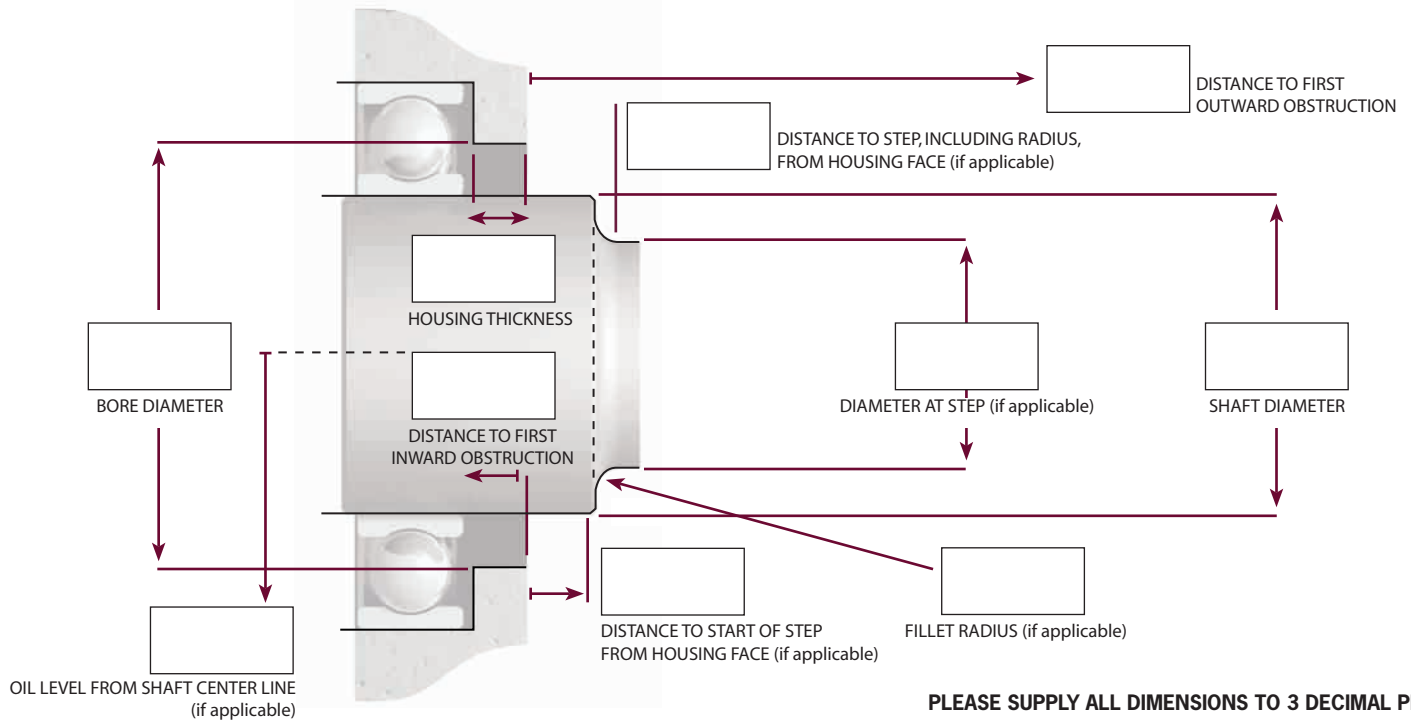 DISTANCE TO FIRST
OUTWARD OBSTRUCTION
DISTANCE TO STEP, INCLUDING RADIUS,
FROM HOUSING FACE (if applicable)
HOUSING THICKNESS
BORE DIAMETER
DIAMETER AT STEP (if applicable)
SHAFT DIAMETER
DISTANCE TO FIRST
INWARD OBSTRUCTION
DISTANCE TO START OF STEP
FROM HOUSING FACE (if applicable)
FILLET RADIUS (if applicable)
OIL LEVEL FROM SHAFT CENTER LINE
(if applicable)
PLEASE SUPPLY ALL DIMENSIONS TO 3 DECIMAL